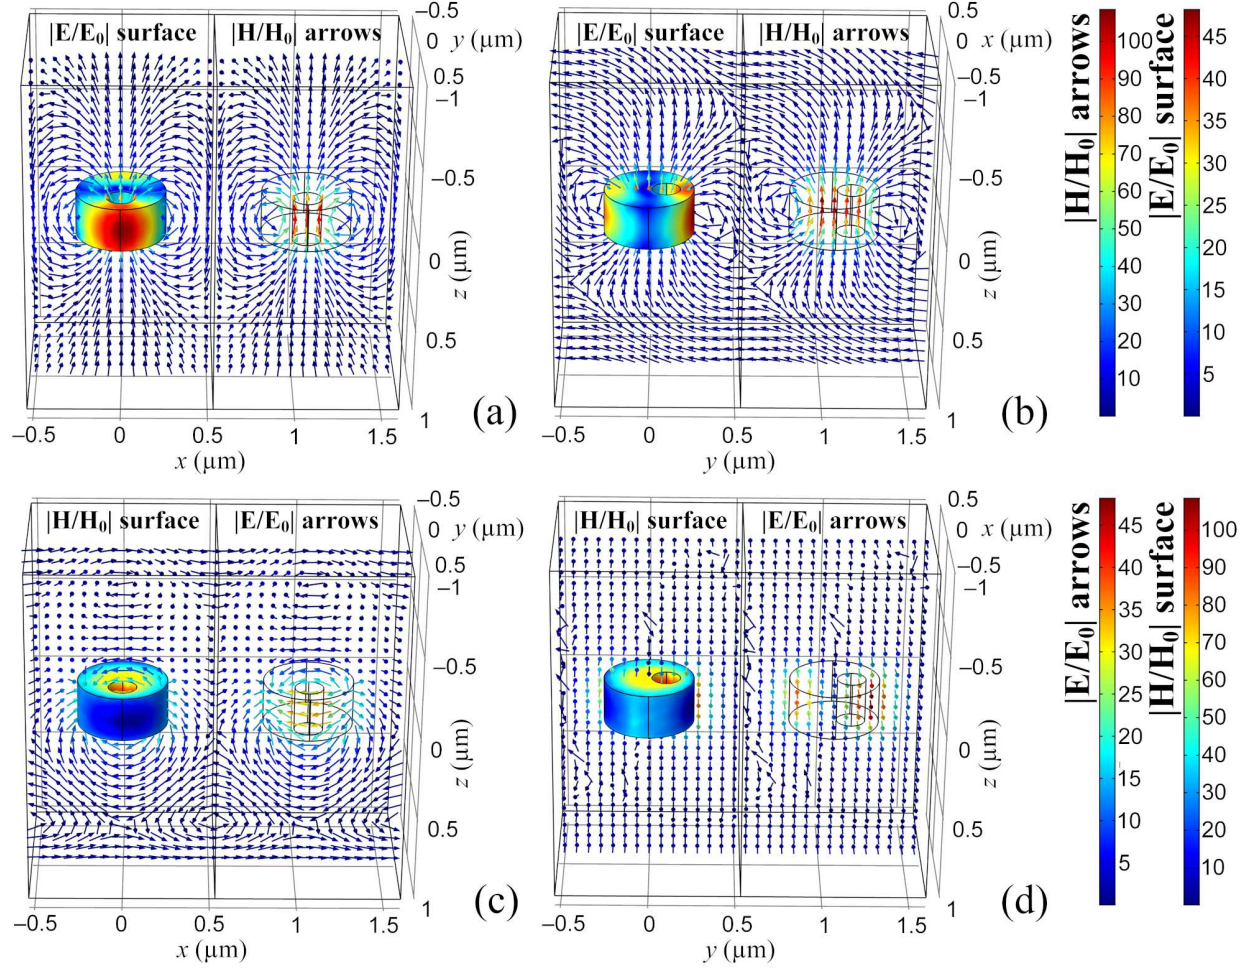 |E/E₀| surface |H/H₀| arrows
–0.5
y (µm)
0
0.5
–1
–0.5
0
z (µm)
0.5
1
–0.5 0 0.5 1 1.5
x (µm)
(a)
|E/E₀| surface |H/H₀| arrows
0.5
0 x (µm)
–0.5
–1
–0.5
0
z (µm)
0.5
1
–0.5 0 0.5 1 1.5
y (µm)
(b)
|H/H₀| arrows
100
90
80
70
60
50
40
30
20
10
|E/E₀| surface
45
40
35
30
25
20
15
10
5
|H/H₀| surface |E/E₀| arrows
–0.5
0 y (µm)
0.5
–1
–0.5
0
z (µm)
0.5
1
–0.5 0 0.5 1 1.5
x (µm)
(c)
|H/H₀| surface |E/E₀| arrows
0.5
0 x (µm)
–0.5
–1
–0.5
0
z (µm)
0.5
1
–0.5 0 0.5 1 1.5
y (µm)
(d)
|E/E₀| arrows
45
40
35
30
25
20
15
10
5
|H/H₀| surface
100
90
80
70
60
50
40
30
20
10